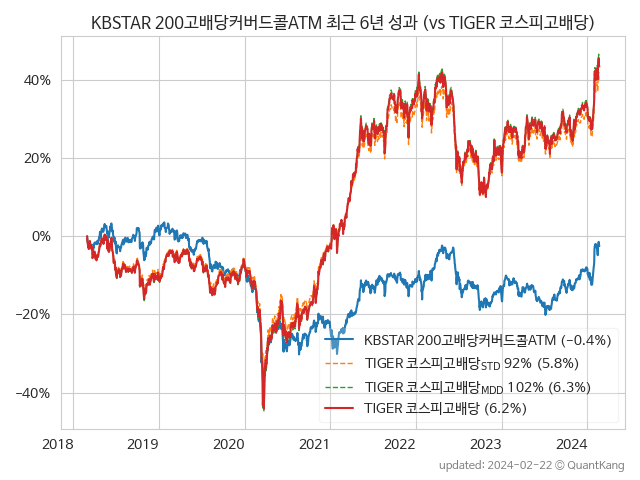 KBSTAR 200고배당커버드콜ATM 최근 6년 성과 (vs TIGER 코스피고배당)
40%
20%
0%
−20%
−40%
KBSTAR 200고배당커버드콜ATM (−0.4%)
TIGER 코스피고배당STD 92% (5.8%)
TIGER 코스피고배당MDD 102% (6.3%)
TIGER 코스피고배당 (6.2%)
2018 2019 2020 2021 2022 2023 2024
updated: 2024-02-22 © QuantKang